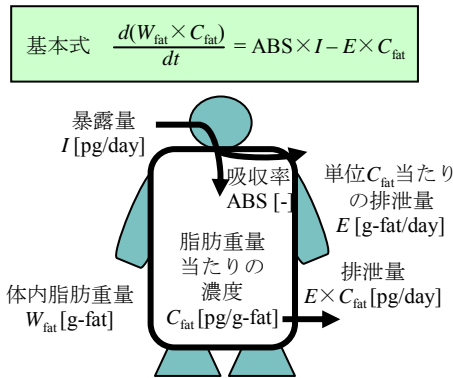 基本式 d(W_fat×C_fat)/dt = ABS×I－E×C_fat
暴露量
I [pg/day]
吸収率
ABS [-]
単位C_fat当たり
の排泄量
E [g-fat/day]
脂肪重量
当たりの
濃度
C_fat [pg/g-fat]
体内脂肪重量
W_fat [g-fat]
排泄量
E×C_fat [pg/day]